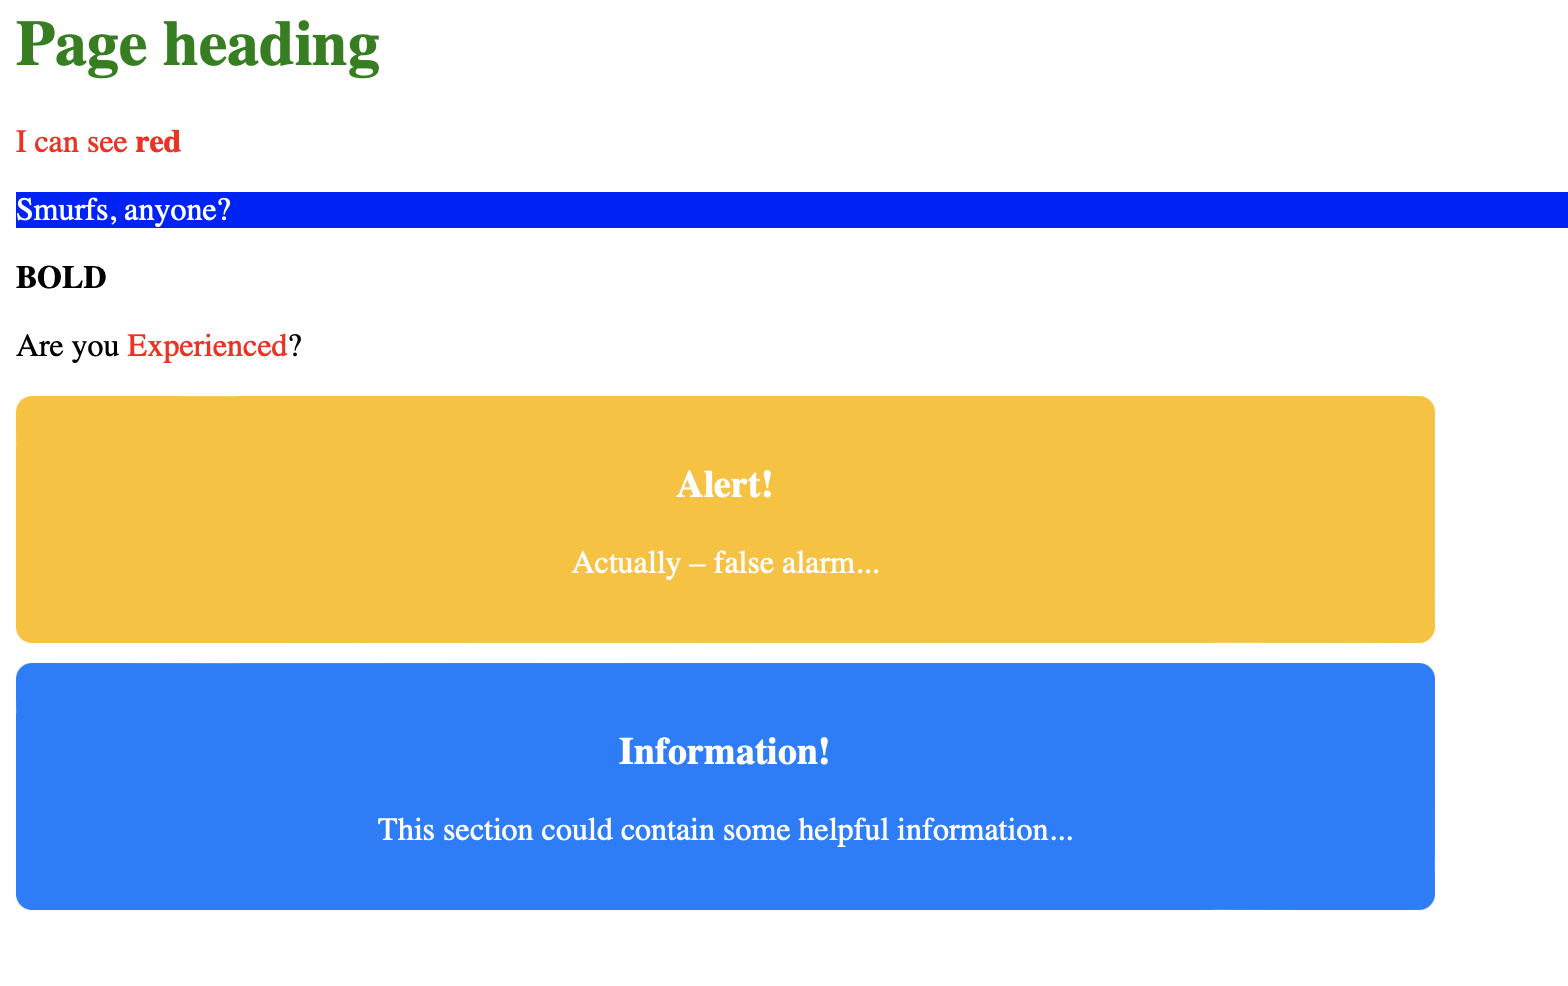 Page heading
I can see red
Smurfs, anyone?
BOLD
Are you Experienced?
Alert!
Actually – false alarm...
Information!
This section could contain some helpful information...